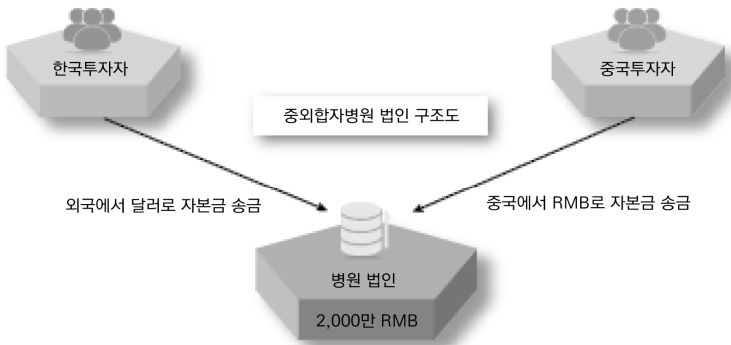 한국투자자
중국투자자
중외합자병원 법인 구조도
외국에서 달러로 자본금 송금
중국에서 RMB로 자본금 송금
병원 법인
2,000만 RMB